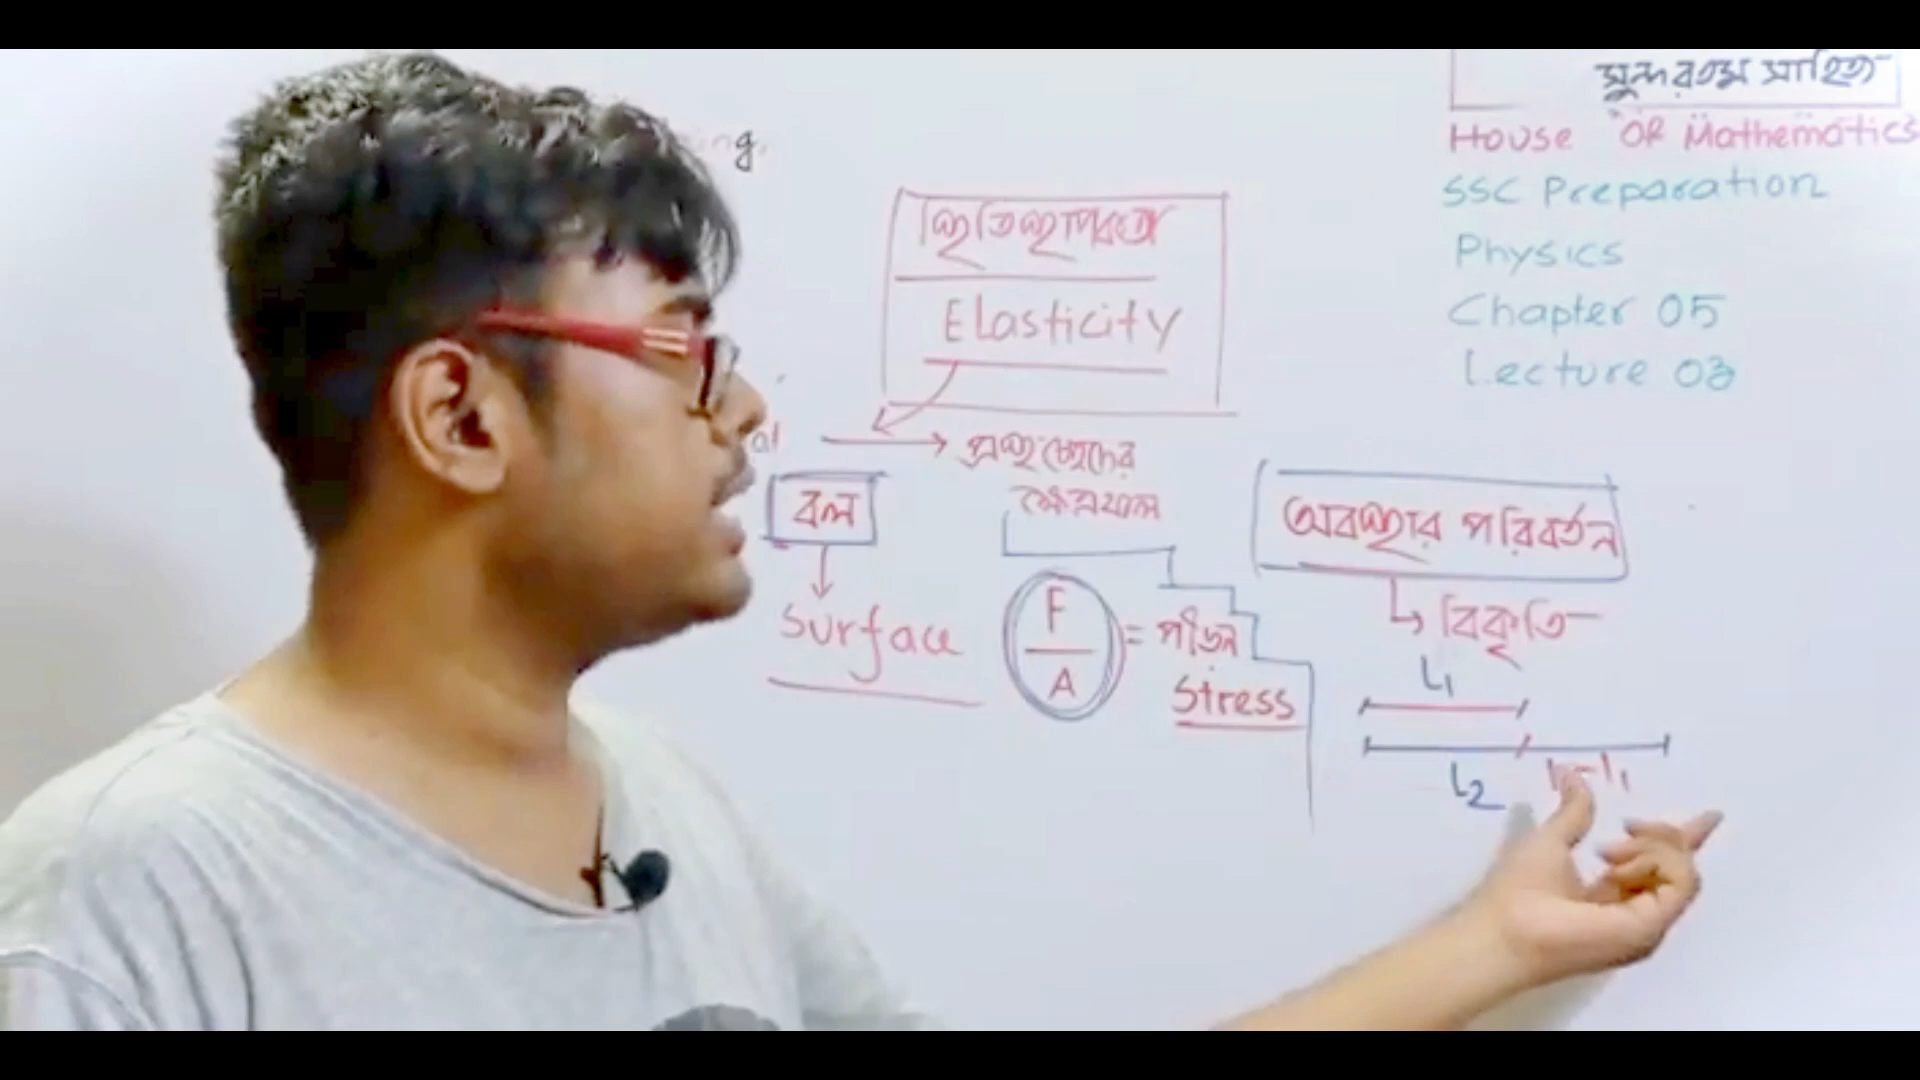 সুন্দরতম সাহিত্য
House Of Mathematics
SSC Preparation
Physics
Chapter 05
Lecture 03
স্থিতিস্থাপকতা
Elasticity
প্রস্থচ্ছেদের
ক্ষেত্রফল
বল
Surface
F
A
= পীড়ন
Stress
অবস্থার পরিবর্তন
বিকৃতি
L₁
L₂